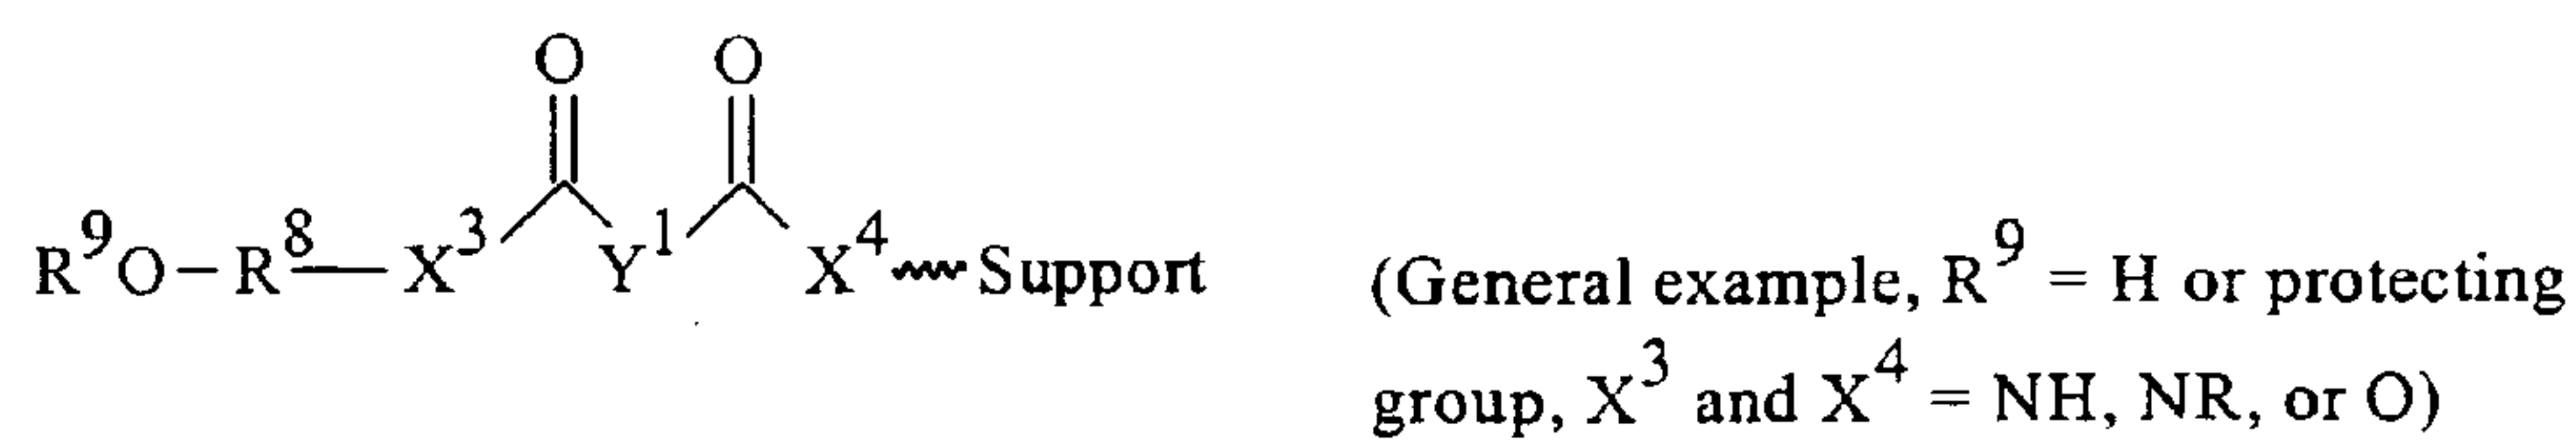 O O
R⁹O–R⁸—X³ Y¹ X⁴ Support
(General example, R⁹ = H or protecting
group, X³ and X⁴ = NH, NR, or O)